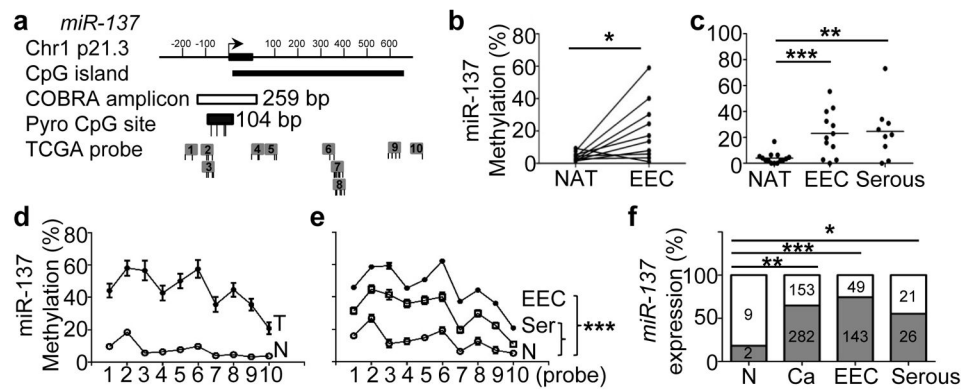 a
miR-137
Chr1 p21.3
-200 -100 100 200 300 400 500 600
CpG island
COBRA amplicon 259 bp
Pyro CpG site 104 bp
TCGA probe 1 2 4 5 6 9 10
3 7
8
b
miR-137
Methylation (%)
80
60
40
20
0
*
NAT EEC
c
100
80
60
40
20
0
**
***
NAT EEC Serous
d
miR-137
Methylation (%)
80
60
40
20
0
T
N
1 2 3 4 5 6 7 8 9 10
e
EEC
Ser
N
***
1 2 3 4 5 6 7 8 9 10 (probe)
f
miR-137
expression (%)
100
50
0
*
***
**
9 153 49 21
2 282 143 26
N Ca EEC Serous